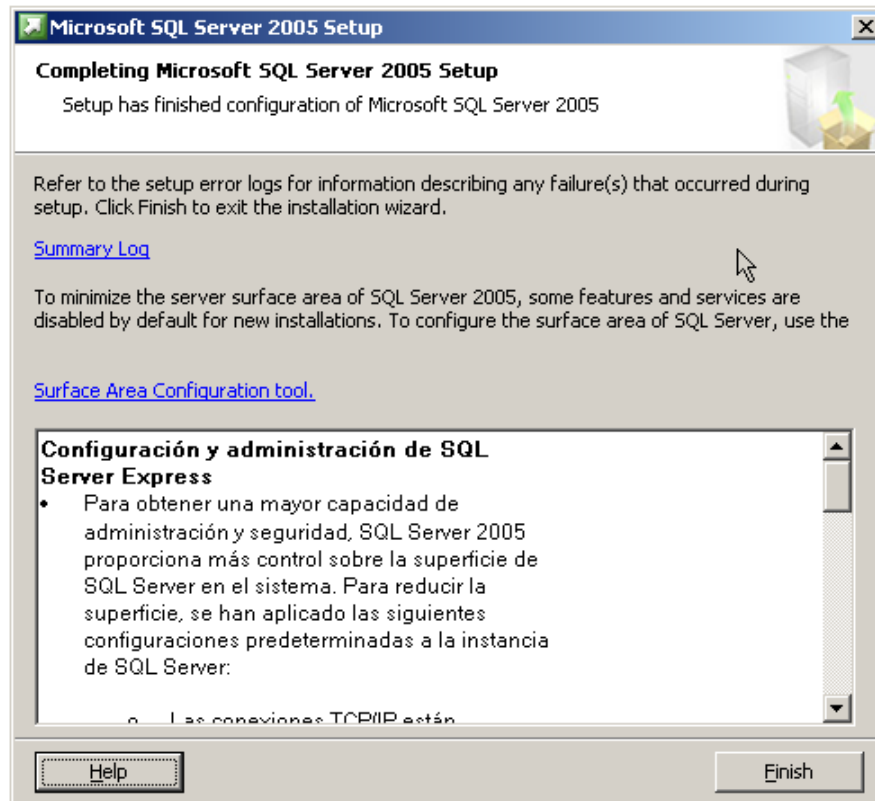 Microsoft SQL Server 2005 Setup
Completing Microsoft SQL Server 2005 Setup
Setup has finished configuration of Microsoft SQL Server 2005
Refer to the setup error logs for information describing any failure(s) that occurred during
setup. Click Finish to exit the installation wizard.
Summary Log
To minimize the server surface area of SQL Server 2005, some features and services are
disabled by default for new installations. To configure the surface area of SQL Server, use the
Surface Area Configuration tool.
Configuración y administración de SQL
Server Express
• Para obtener una mayor capacidad de
administración y seguridad, SQL Server 2005
proporciona más control sobre la superficie de
SQL Server en el sistema. Para reducir la
superficie, se han aplicado las siguientes
configuraciones predeterminadas a la instancia
de SQL Server:
o Las conexiones TCP/IP están
Help
Finish